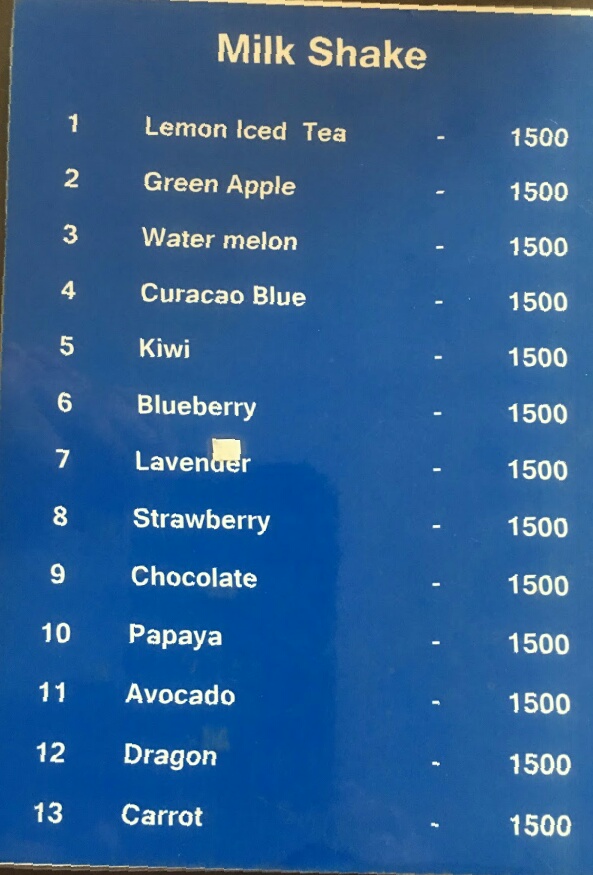 Milk Shake
1 Lemon Iced Tea - 1500
2 Green Apple - 1500
3 Water melon - 1500
4 Curacao Blue - 1500
5 Kiwi - 1500
6 Blueberry - 1500
7 Lavender - 1500
8 Strawberry - 1500
9 Chocolate - 1500
10 Papaya - 1500
11 Avocado - 1500
12 Dragon - 1500
13 Carrot - 1500